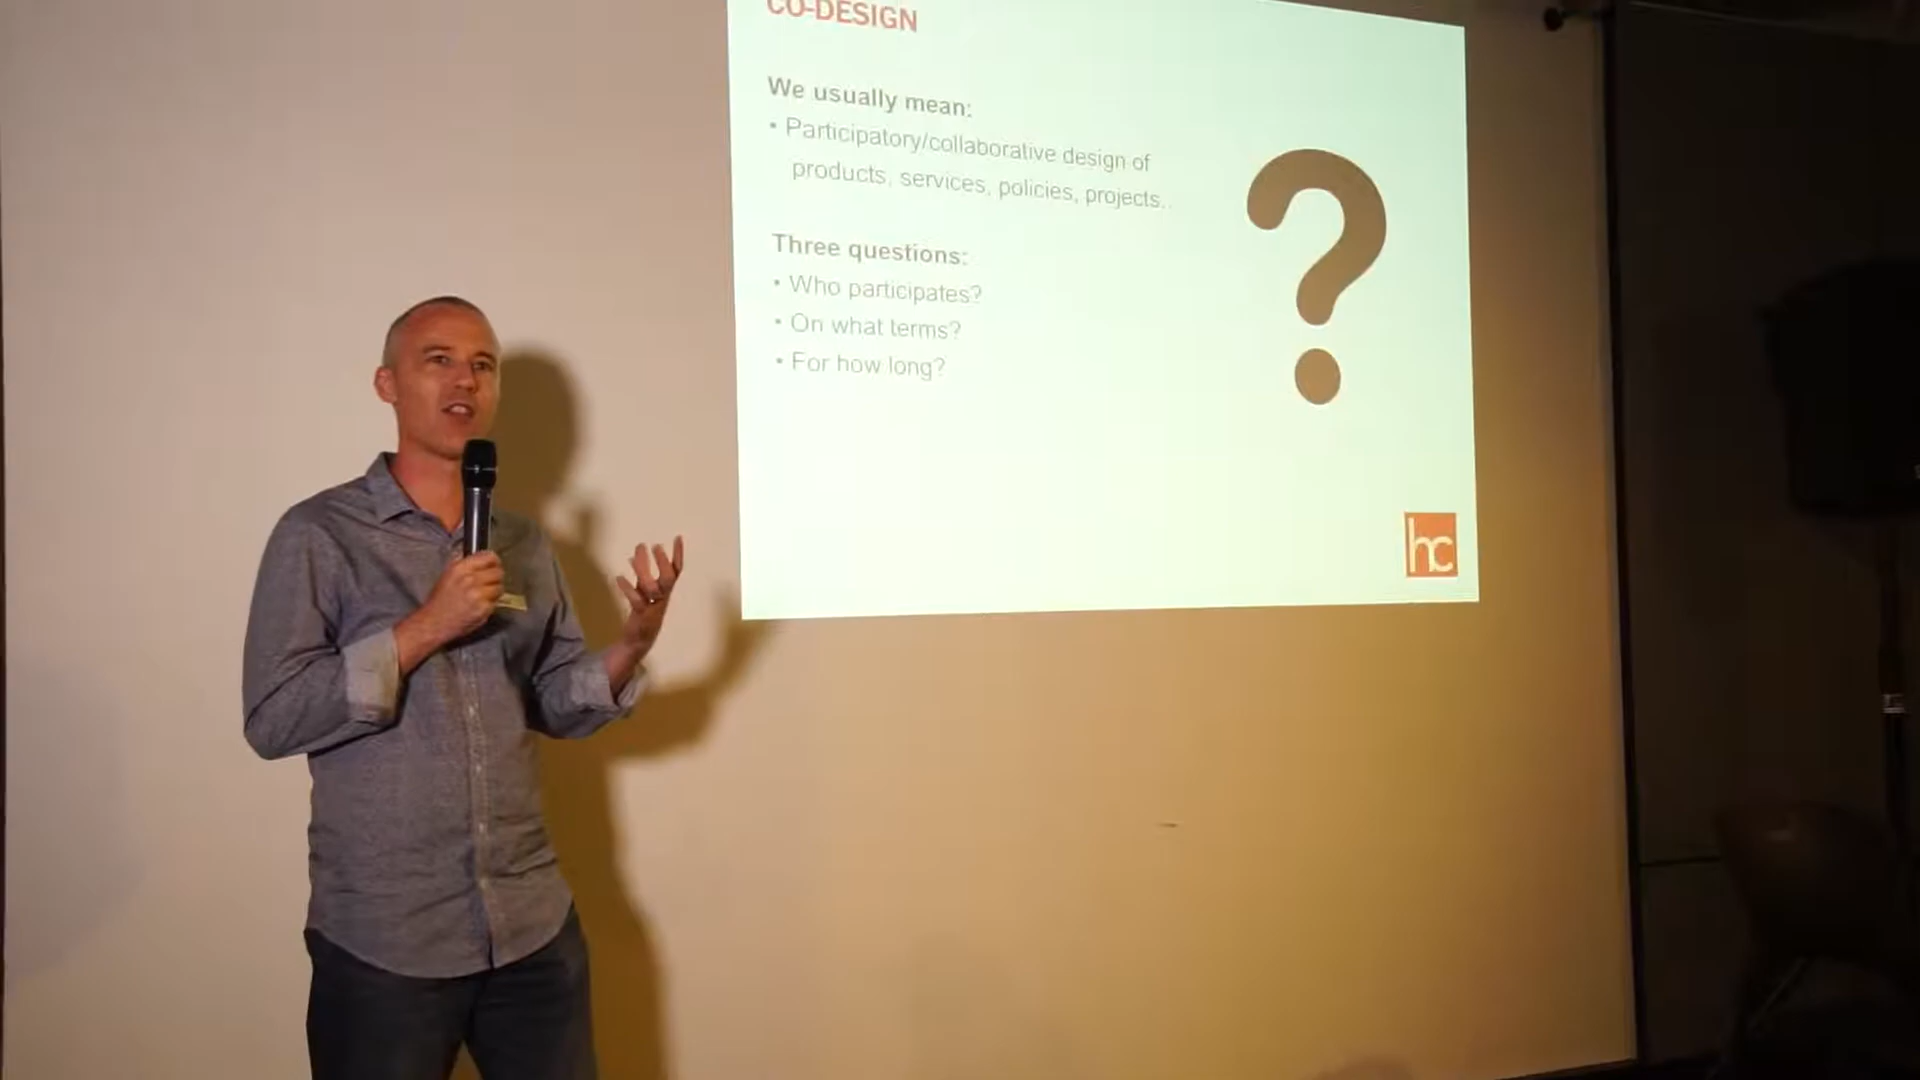 CO-DESIGN
We usually mean:
• Participatory/collaborative design of
products, services, policies, projects..
Three questions:
• Who participates?
• On what terms?
• For how long?
?
hc